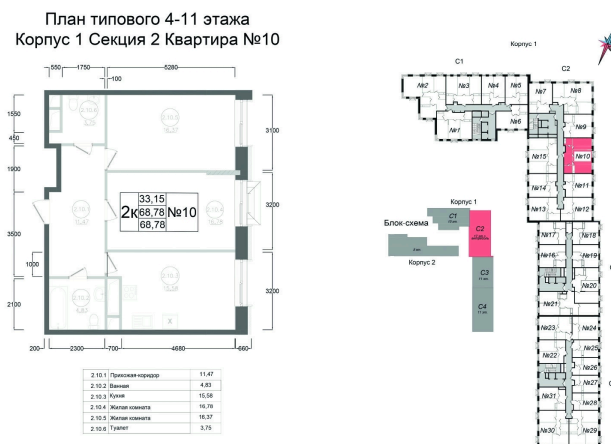 План типового 4-11 этажа
Корпус 1 Секция 2 Квартира №10
550 1750 5280
100
1550
450
1900
3500
1000
2100
3100
3200
3200
200 2300 700 4680 660
2к
33,15
68,78
68,78
№10
2.10.1 Прихожая-коридор 11,47
2.10.2 Ванная 4,83
2.10.3 Кухня 15,58
2.10.4 Жилая комната 16,78
2.10.5 Жилая комната 16,37
2.10.6 Туалет 3,75
Корпус 1
С1 С2
№2 №3 №4 №5 №7 №8
№1 №6 №9
№15 №10
№14 №11
№13 №12
№17 №18
№16 №19
№20
№21
№23 №24
№25
№22 №26
№27
№31 №28
№30 №29
Блок-схема
Корпус 1
С1
С2
С3
С4
Корпус 2